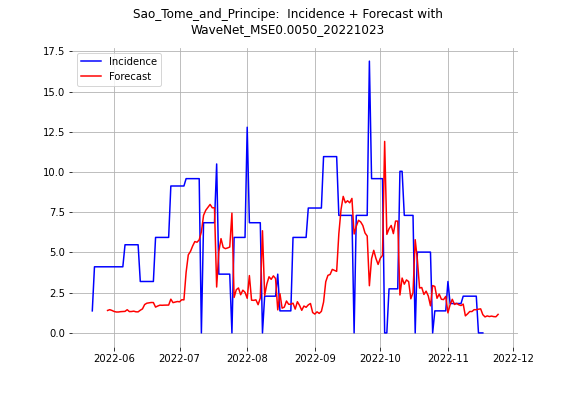 Sao_Tome_and_Principe:  Incidence + Forecast with
WaveNet_MSE0.0050_20221023
Incidence
Forecast
17.5
15.0
12.5
10.0
7.5
5.0
2.5
0.0
2022-06 2022-07 2022-08 2022-09 2022-10 2022-11 2022-12